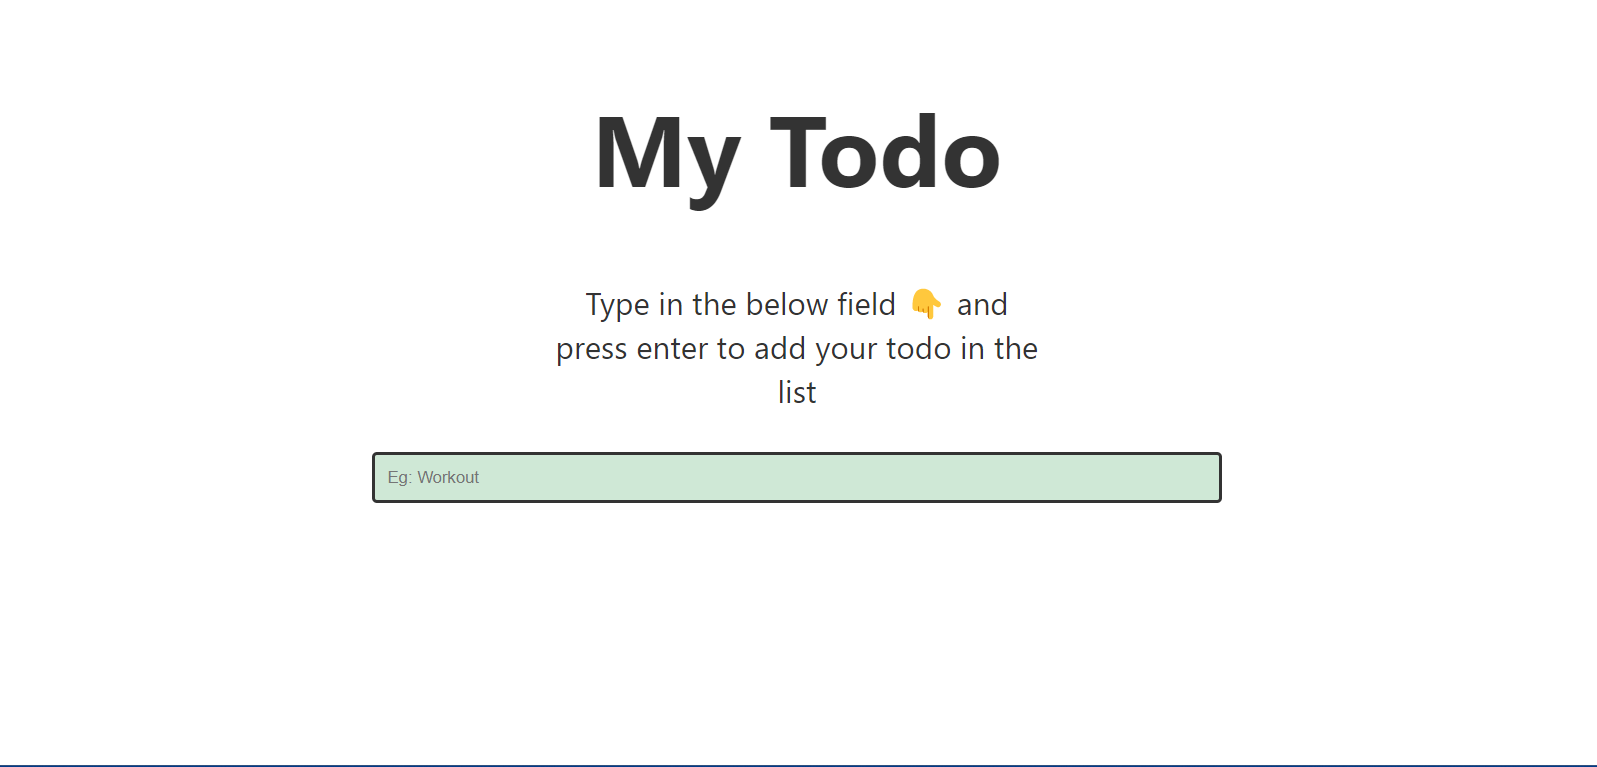 My Todo
Type in the below field 👇 and
press enter to add your todo in the
list
Eg: Workout